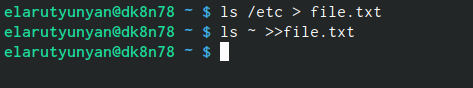 elarutyunyan@dk8n78 ~ $ ls /etc > file.txt
elarutyunyan@dk8n78 ~ $ ls ~ >>file.txt
elarutyunyan@dk8n78 ~ $